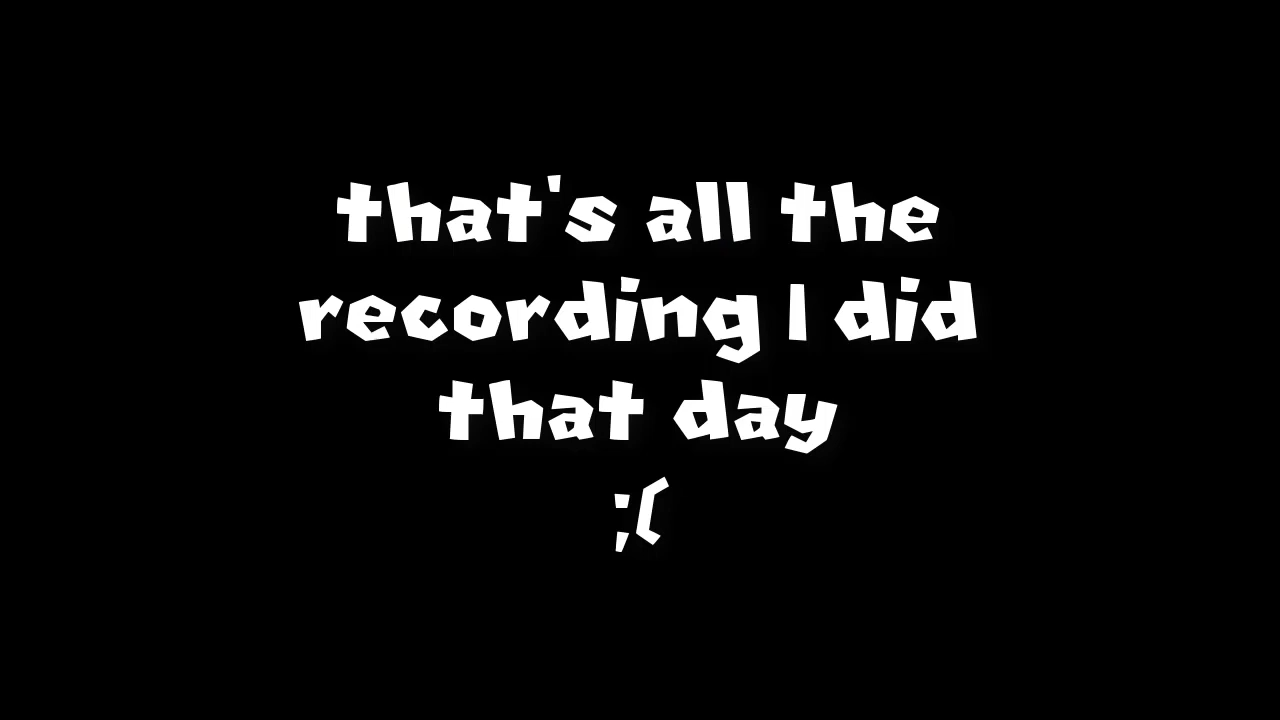 that's all the
recording I did
that day
;(